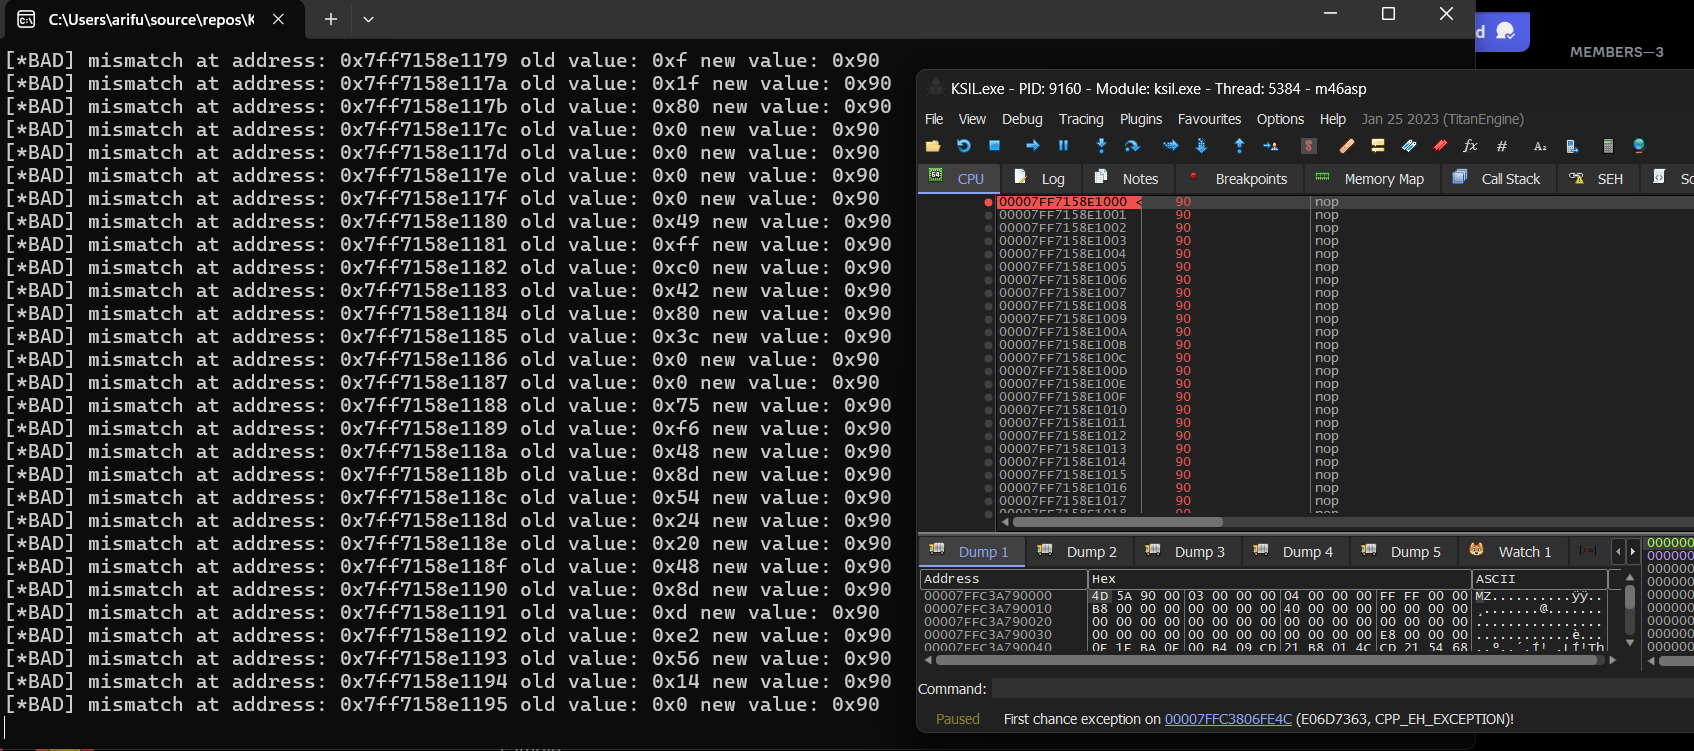 C:\Users\arifu\source\repos\K
MEMBERS—3
[*BAD] mismatch at address: 0x7ff7158e1179 old value: 0xf new value: 0x90
[*BAD] mismatch at address: 0x7ff7158e117a old value: 0x1f new value: 0x90
[*BAD] mismatch at address: 0x7ff7158e117b old value: 0x80 new value: 0x90
[*BAD] mismatch at address: 0x7ff7158e117c old value: 0x0 new value: 0x90
[*BAD] mismatch at address: 0x7ff7158e117d old value: 0x0 new value: 0x90
[*BAD] mismatch at address: 0x7ff7158e117e old value: 0x0 new value: 0x90
[*BAD] mismatch at address: 0x7ff7158e117f old value: 0x0 new value: 0x90
[*BAD] mismatch at address: 0x7ff7158e1180 old value: 0x49 new value: 0x90
[*BAD] mismatch at address: 0x7ff7158e1181 old value: 0xff new value: 0x90
[*BAD] mismatch at address: 0x7ff7158e1182 old value: 0xc0 new value: 0x90
[*BAD] mismatch at address: 0x7ff7158e1183 old value: 0x42 new value: 0x90
[*BAD] mismatch at address: 0x7ff7158e1184 old value: 0x80 new value: 0x90
[*BAD] mismatch at address: 0x7ff7158e1185 old value: 0x3c new value: 0x90
[*BAD] mismatch at address: 0x7ff7158e1186 old value: 0x0 new value: 0x90
[*BAD] mismatch at address: 0x7ff7158e1187 old value: 0x0 new value: 0x90
[*BAD] mismatch at address: 0x7ff7158e1188 old value: 0x75 new value: 0x90
[*BAD] mismatch at address: 0x7ff7158e1189 old value: 0xf6 new value: 0x90
[*BAD] mismatch at address: 0x7ff7158e118a old value: 0x48 new value: 0x90
[*BAD] mismatch at address: 0x7ff7158e118b old value: 0x8d new value: 0x90
[*BAD] mismatch at address: 0x7ff7158e118c old value: 0x54 new value: 0x90
[*BAD] mismatch at address: 0x7ff7158e118d old value: 0x24 new value: 0x90
[*BAD] mismatch at address: 0x7ff7158e118e old value: 0x20 new value: 0x90
[*BAD] mismatch at address: 0x7ff7158e118f old value: 0x48 new value: 0x90
[*BAD] mismatch at address: 0x7ff7158e1190 old value: 0x8d new value: 0x90
[*BAD] mismatch at address: 0x7ff7158e1191 old value: 0xd new value: 0x90
[*BAD] mismatch at address: 0x7ff7158e1192 old value: 0xe2 new value: 0x90
[*BAD] mismatch at address: 0x7ff7158e1193 old value: 0x56 new value: 0x90
[*BAD] mismatch at address: 0x7ff7158e1194 old value: 0x14 new value: 0x90
[*BAD] mismatch at address: 0x7ff7158e1195 old value: 0x0 new value: 0x90
KSIL.exe - PID: 9160 - Module: ksil.exe - Thread: 5384 - m46asp
File View Debug Tracing Plugins Favourites Options Help Jan 25 2023 (TitanEngine)
CPU Log Notes Breakpoints Memory Map Call Stack SEH Sc
00007FF7158E1000 < 90 nop
00007FF7158E1001 90 nop
00007FF7158E1002 90 nop
00007FF7158E1003 90 nop
00007FF7158E1004 90 nop
00007FF7158E1005 90 nop
00007FF7158E1006 90 nop
00007FF7158E1007 90 nop
00007FF7158E1008 90 nop
00007FF7158E1009 90 nop
00007FF7158E100A 90 nop
00007FF7158E100B 90 nop
00007FF7158E100C 90 nop
00007FF7158E100D 90 nop
00007FF7158E100E 90 nop
00007FF7158E100F 90 nop
00007FF7158E1010 90 nop
00007FF7158E1011 90 nop
00007FF7158E1012 90 nop
00007FF7158E1013 90 nop
00007FF7158E1014 90 nop
00007FF7158E1015 90 nop
00007FF7158E1016 90 nop
00007FF7158E1017 90 nop
00007FF7158E1018 90 nop
Dump 1 Dump 2 Dump 3 Dump 4 Dump 5 Watch 1
Address Hex ASCII
00007FFC3A790000 4D 5A 90 00 03 00 00 00 04 00 00 00 FF FF 00 00 MZ..........ÿÿ..
00007FFC3A790010 B8 00 00 00 00 00 00 00 40 00 00 00 00 00 00 00 ¸.......@.......
00007FFC3A790020 00 00 00 00 00 00 00 00 00 00 00 00 00 00 00 00 ................
00007FFC3A790030 00 00 00 00 00 00 00 00 00 00 00 00 E8 00 00 00 ............è...
00007FFC3A790040 0E 1F BA 0E 00 B4 09 CD 21 B8 01 4C CD 21 54 68 ..º..´.Í!¸.LÍ!Th
Command:
Paused First chance exception on 00007FFC3806FE4C (E06D7363, CPP_EH_EXCEPTION)!